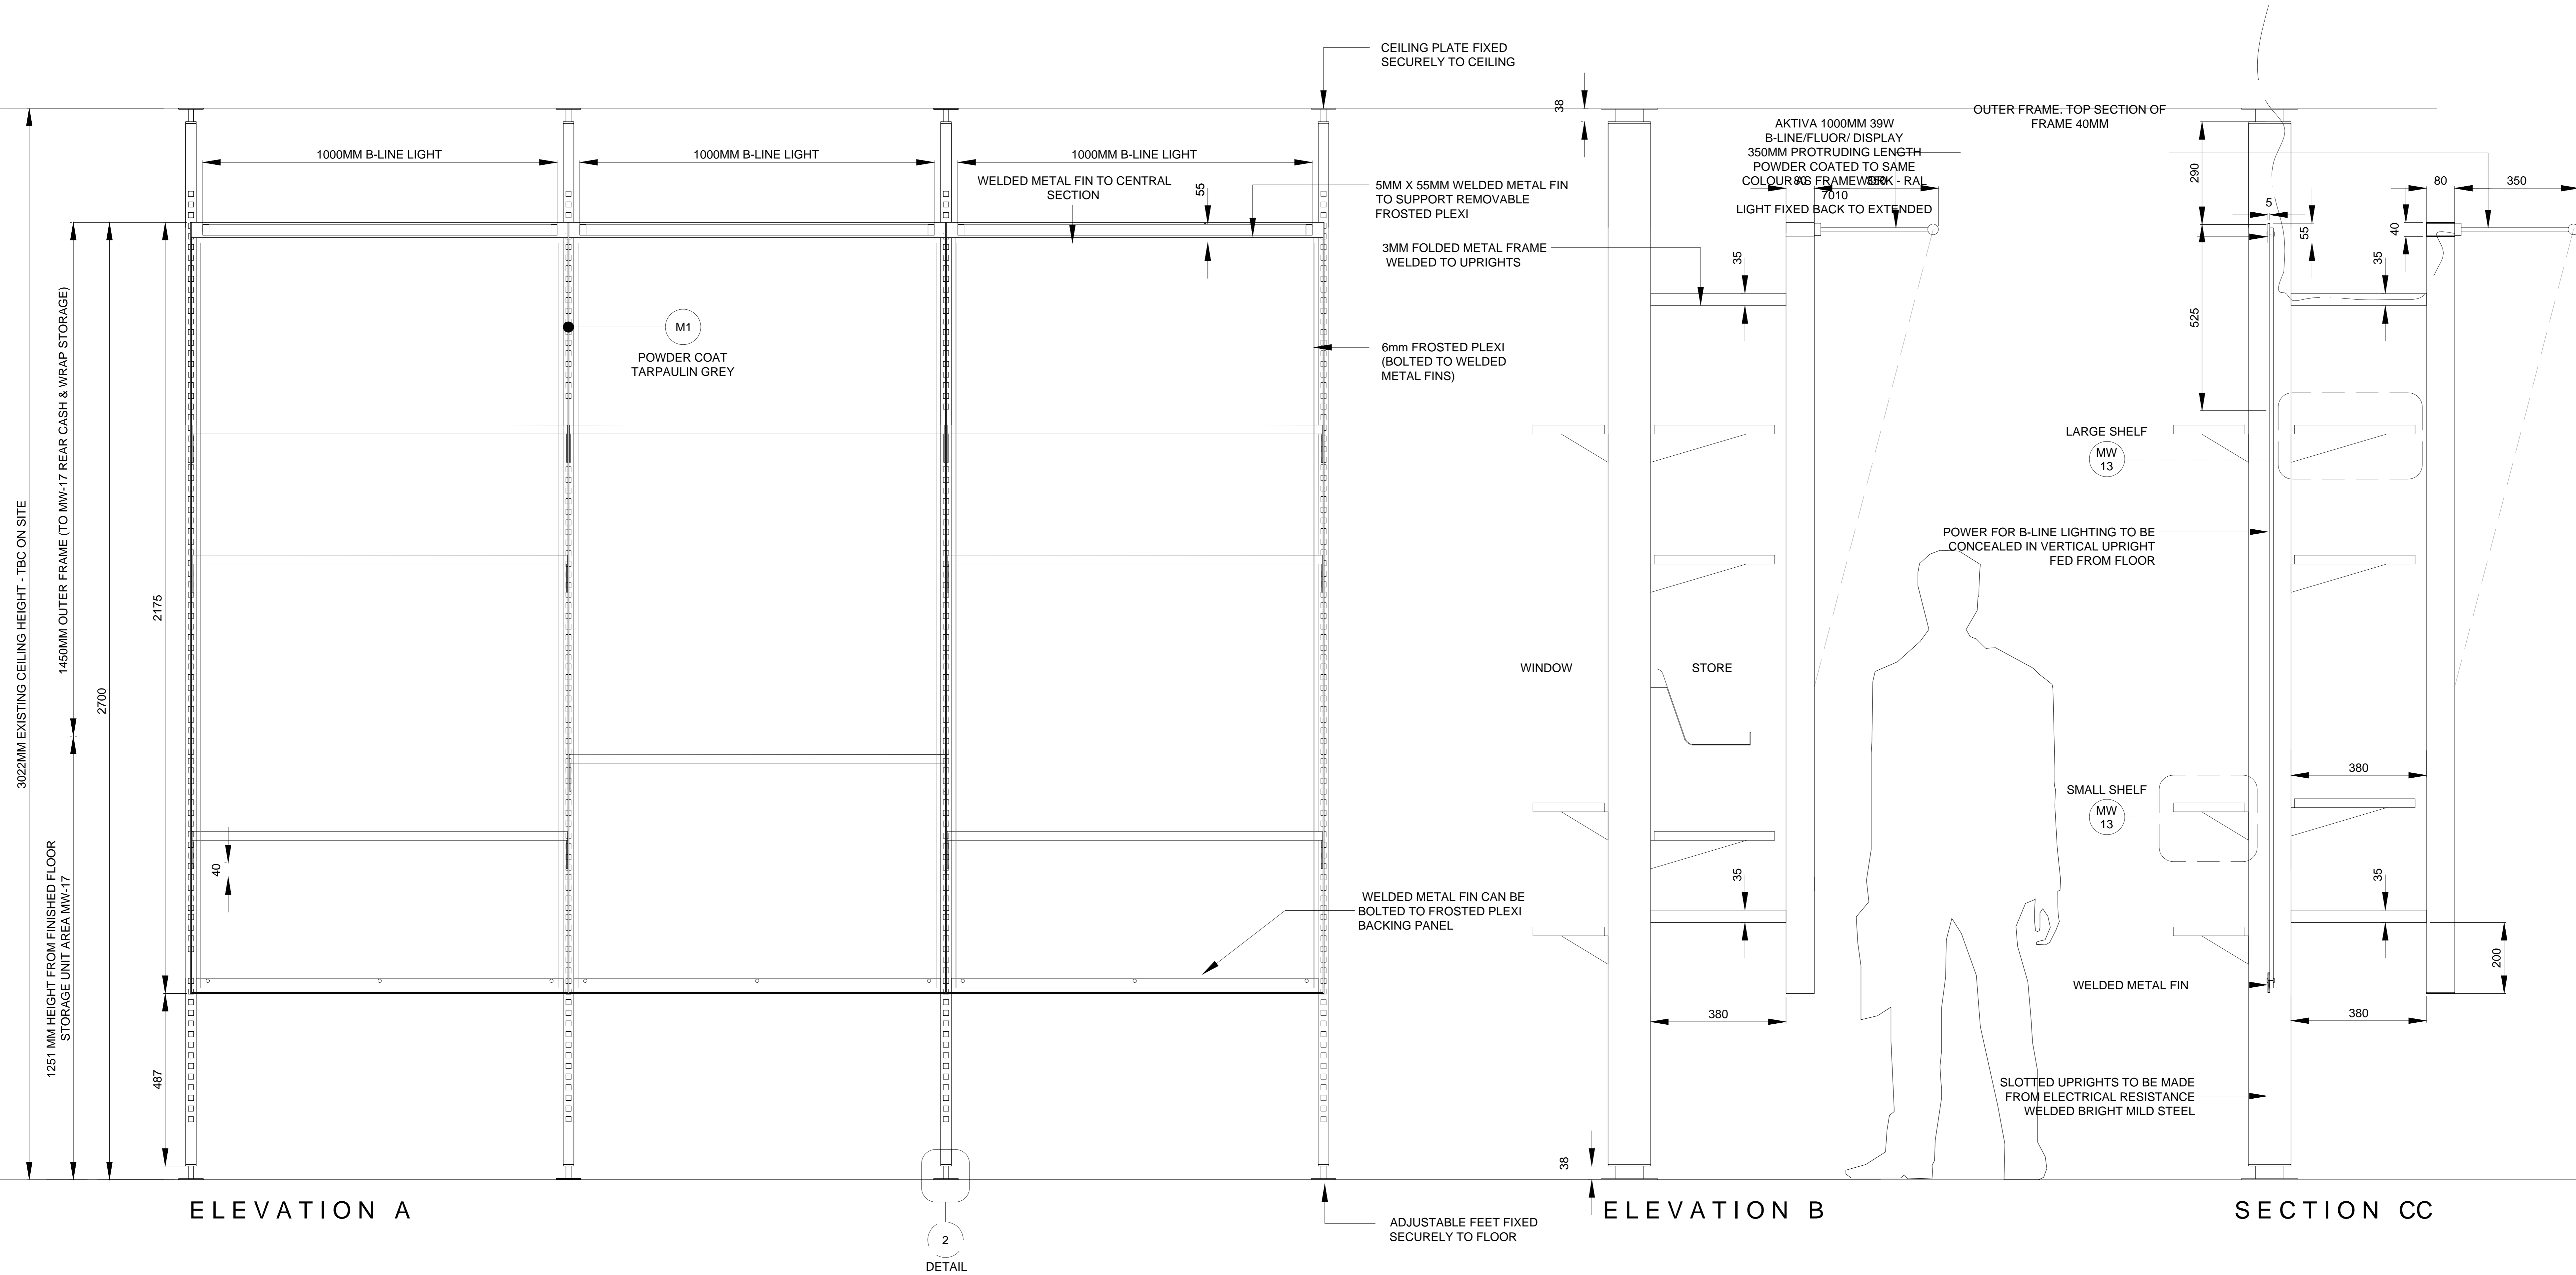 3022MM EXISTING CEILING HEIGHT - TBC ON SITE
1450MM OUTER FRAME (TO MW-17 REAR CASH & WRAP STORAGE)
1251 MM HEIGHT FROM FINISHED FLOOR
STORAGE UNIT AREA MW-17
2700
2175
487
40
1000MM B-LINE LIGHT
1000MM B-LINE LIGHT
1000MM B-LINE LIGHT
WELDED METAL FIN TO CENTRAL
SECTION
55
M1
POWDER COAT
TARPAULIN GREY
CEILING PLATE FIXED
SECURELY TO CEILING
5MM X 55MM WELDED METAL FIN
TO SUPPORT REMOVABLE
FROSTED PLEXI
3MM FOLDED METAL FRAME
WELDED TO UPRIGHTS
6mm FROSTED PLEXI
(BOLTED TO WELDED
METAL FINS)
WELDED METAL FIN CAN BE
BOLTED TO FROSTED PLEXI
BACKING PANEL
ADJUSTABLE FEET FIXED
SECURELY TO FLOOR
ELEVATION A
2
DETAIL
38
AKTIVA 1000MM 39W
B-LINE/FLUOR/ DISPLAY
350MM PROTRUDING LENGTH
POWDER COATED TO SAME
COLOUR AS FRAMEWORK - RAL
7010
LIGHT FIXED BACK TO EXTENDED
80
350
35
WINDOW
STORE
35
380
38
ELEVATION B
OUTER FRAME. TOP SECTION OF
FRAME 40MM
290
5
55
525
80
350
40
35
LARGE SHELF
MW
13
POWER FOR B-LINE LIGHTING TO BE
CONCEALED IN VERTICAL UPRIGHT
FED FROM FLOOR
380
SMALL SHELF
MW
13
35
200
WELDED METAL FIN
380
SLOTTED UPRIGHTS TO BE MADE
FROM ELECTRICAL RESISTANCE
WELDED BRIGHT MILD STEEL
SECTION CC